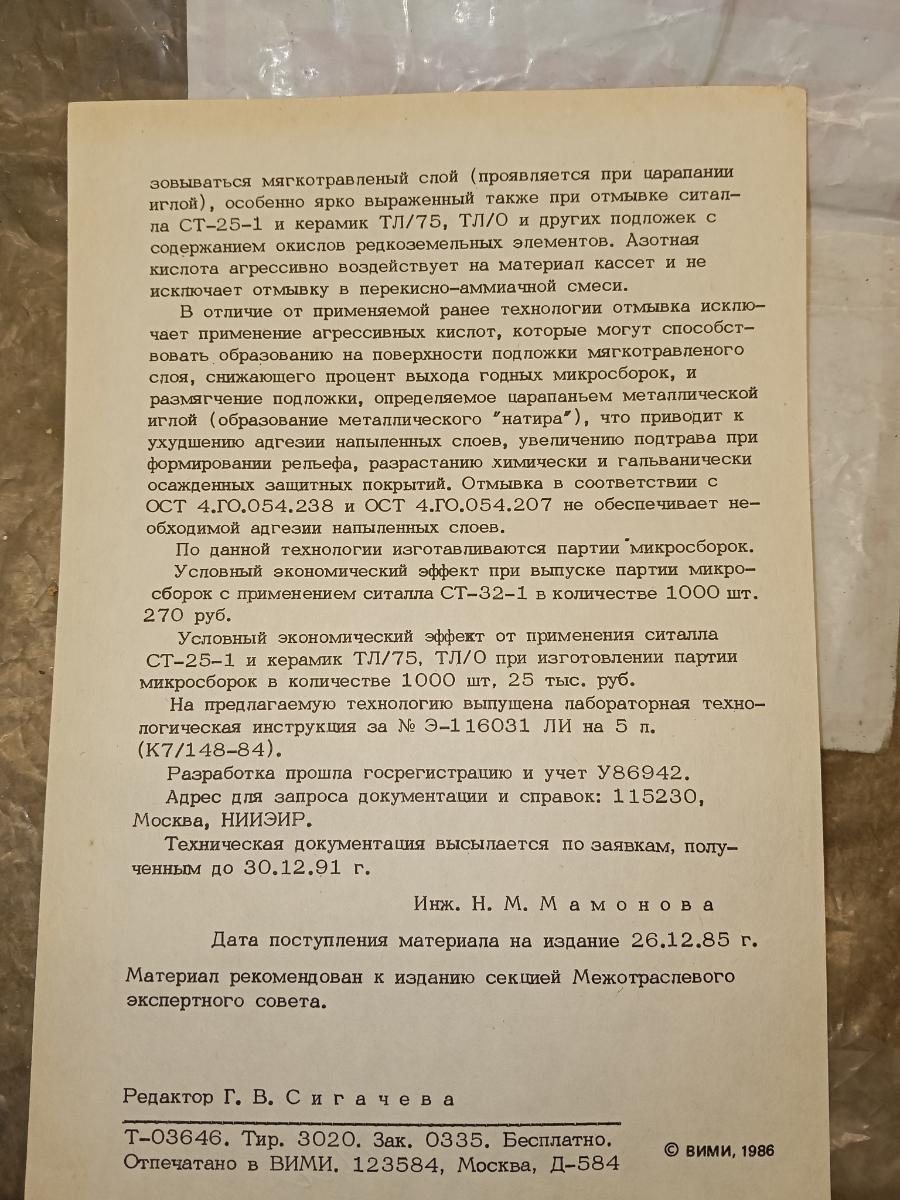 зовываться мягкотравленый слой (проявляется при царапании
иглой), особенно ярко выраженный также при отмывке ситал-
ла СТ-25-1 и керамик ТЛ/75, ТЛ/О и других подложек с
содержанием окислов редкоземельных элементов. Азотная
кислота агрессивно воздействует на материал кассет и не
исключает отмывку в перекисно-аммиачной смеси.
В отличие от применяемой ранее технологии отмывка исклю-
чает применение агрессивных кислот, которые могут способст-
вовать образованию на поверхности подложки мягкотравленого
слоя, снижающего процент выхода годных микросборок, и
размягчение подложки, определяемое царапаньем металлической
иглой (образование металлического "натира"), что приводит к
ухудшению адгезии напыленных слоев, увеличению подтрава при
формировании рельефа, разрастанию химически и гальванически
осажденных защитных покрытий. Отмывка в соответствии с
ОСТ 4.ГО.054.238 и ОСТ 4.ГО.054.207 не обеспечивает не-
обходимой адгезии напыленных слоев.
По данной технологии изготавливаются партии микросборок.
Условный экономический эффект при выпуске партии микро-
сборок с применением ситалла СТ-32-1 в количестве 1000 шт.
270 руб.
Условный экономический эффект от применения ситалла
СТ-25-1 и керамик ТЛ/75, ТЛ/О при изготовлении партии
микросборок в количестве 1000 шт, 25 тыс. руб.
На предлагаемую технологию выпущена лабораторная техно-
логическая инструкция за № Э-116031 ЛИ на 5 л.
(К7/148-84).
Разработка прошла госрегистрацию и учет У86942.
Адрес для запроса документации и справок: 115230,
Москва, НИИЭИР.
Техническая документация высылается по заявкам, полу-
ченным до 30.12.91 г.
Инж. Н. М. Мамонова
Дата поступления материала на издание 26.12.85 г.
Материал рекомендован к изданию секцией Межотраслевого
экспертного совета.
Редактор Г. В. Сигачева
Т-03646. Тир. 3020. Зак. 0335. Бесплатно.
Отпечатано в ВИМИ. 123584, Москва, Д-584
© ВИМИ, 1986